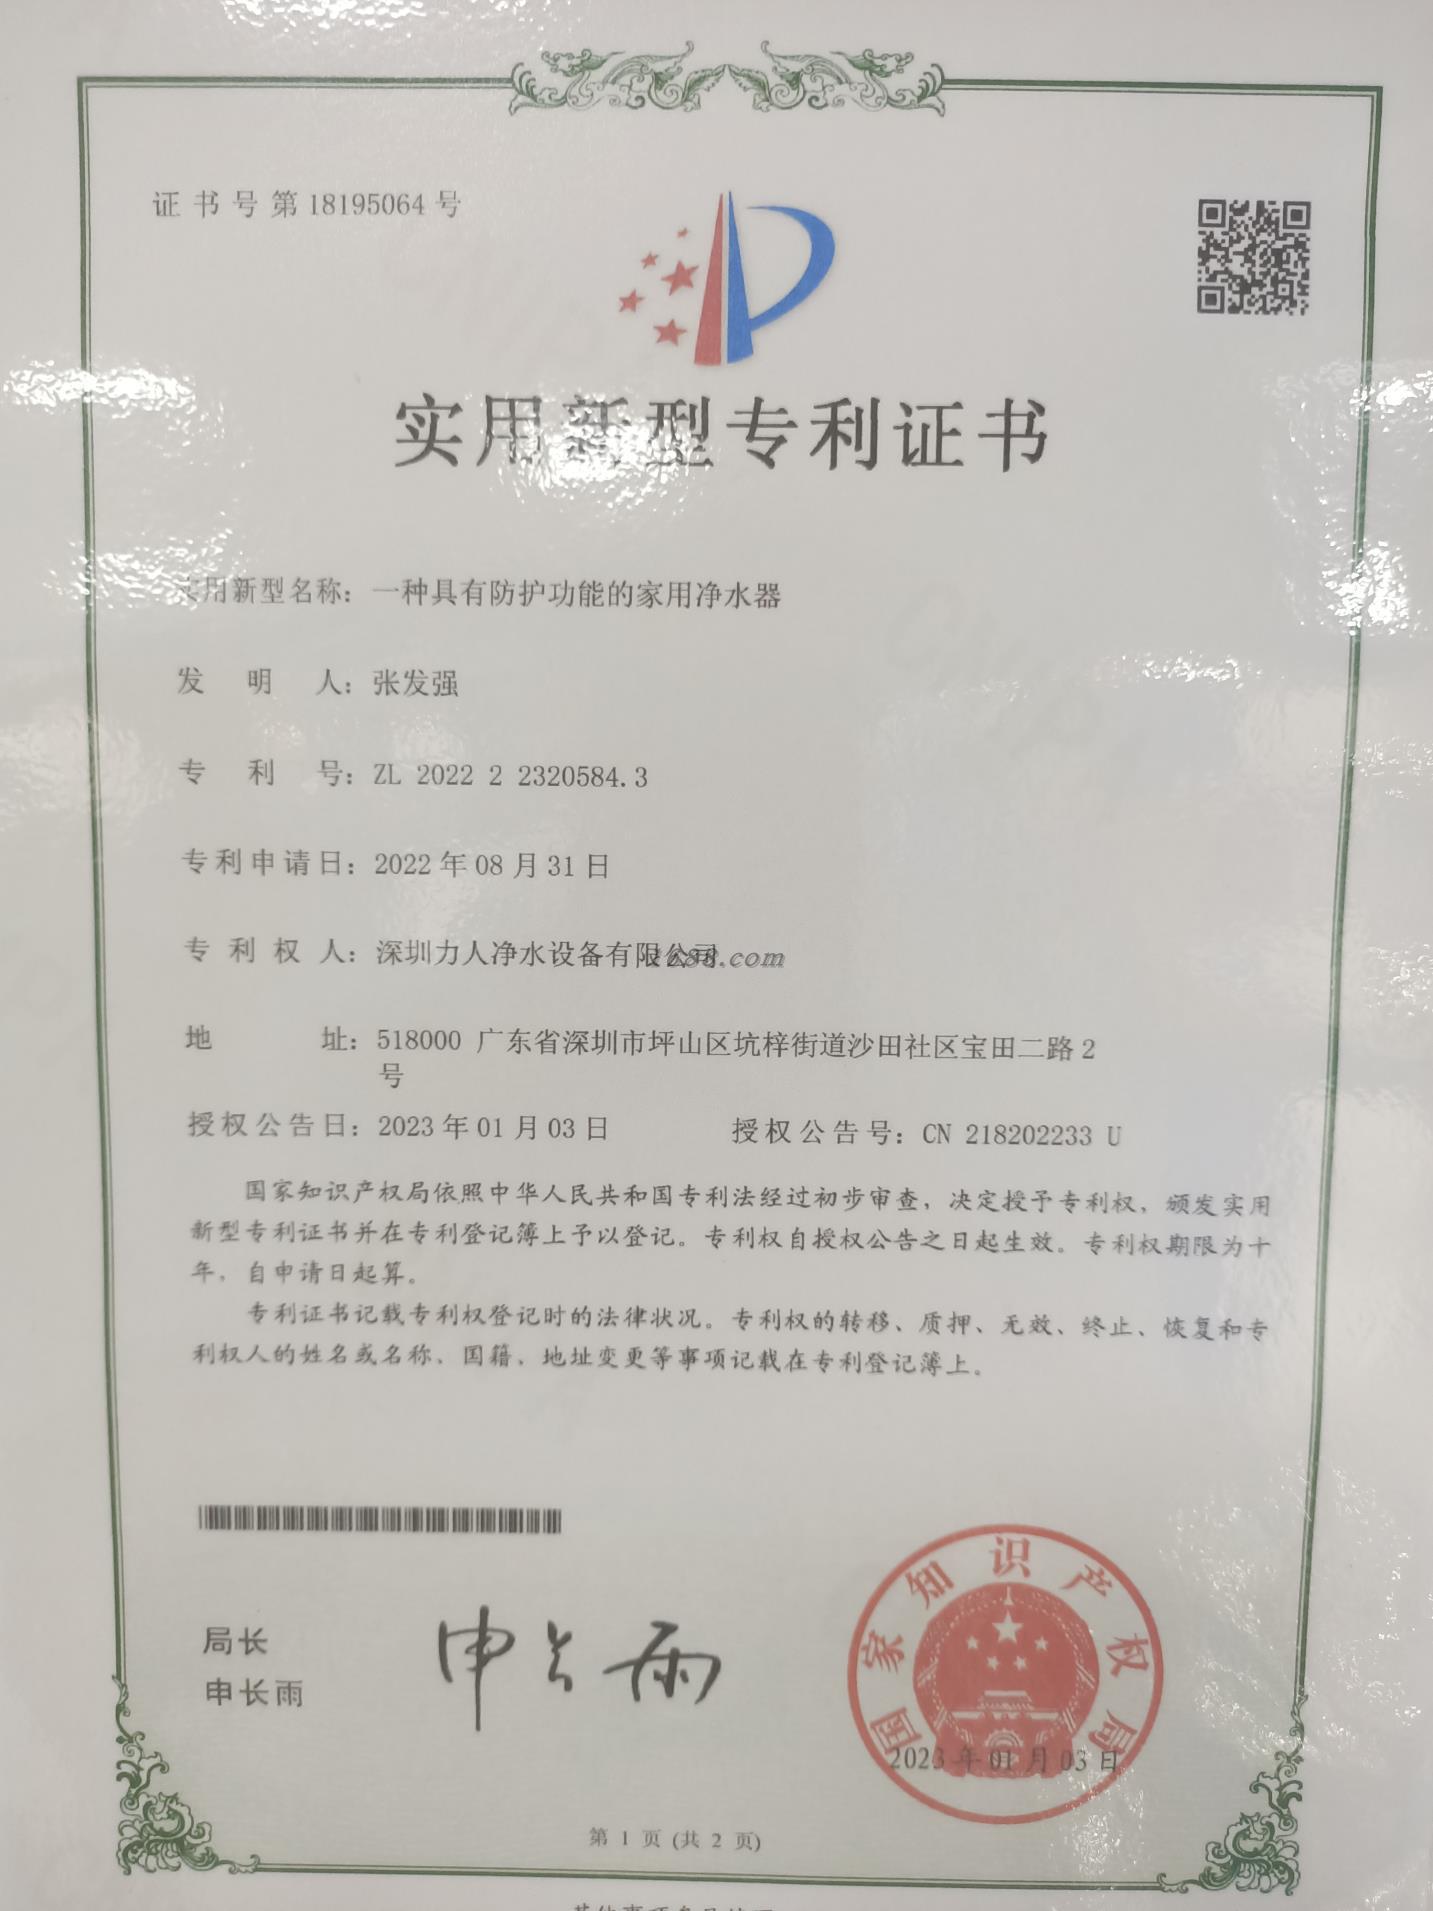 证书号第18195064号
实用新型专利证书
实用新型名称：一种具有防护功能的家用净水器
发明人：张发强
专利号：ZL 2022 2 2320584.3
专利申请日：2022年08月31日
专利权人：深圳力人净水设备有限公司
1688.com
地址：518000 广东省深圳市坪山区坑梓街道沙田社区宝田二路2
号
授权公告日：2023年01月03日 授权公告号：CN 218202233 U
国家知识产权局依照中华人民共和国专利法经过初步审查，决定授予专利权，颁发实用
新型专利证书并在专利登记簿上予以登记。专利权自授权公告之日起生效。专利权期限为十
年，自申请日起算。
专利证书记载专利权登记时的法律状况。专利权的转移、质押、无效、终止、恢复和专
利权人的姓名或名称、国籍、地址变更等事项记载在专利登记簿上。
局长
申长雨
申长雨
国家知识产权局
2023年01月03日
第 1 页 (共 2 页)